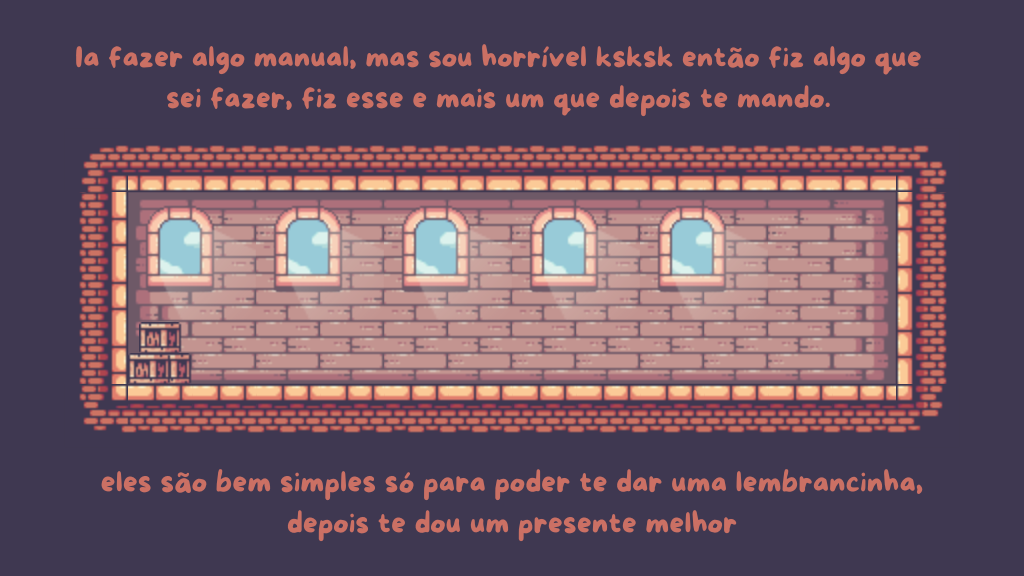 Ia fazer algo manual, mas sou horrível ksksk então fiz algo que
sei fazer, fiz esse e mais um que depois te mando.
eles são bem simples só para poder te dar uma lembrancinha,
depois te dou um presente melhor